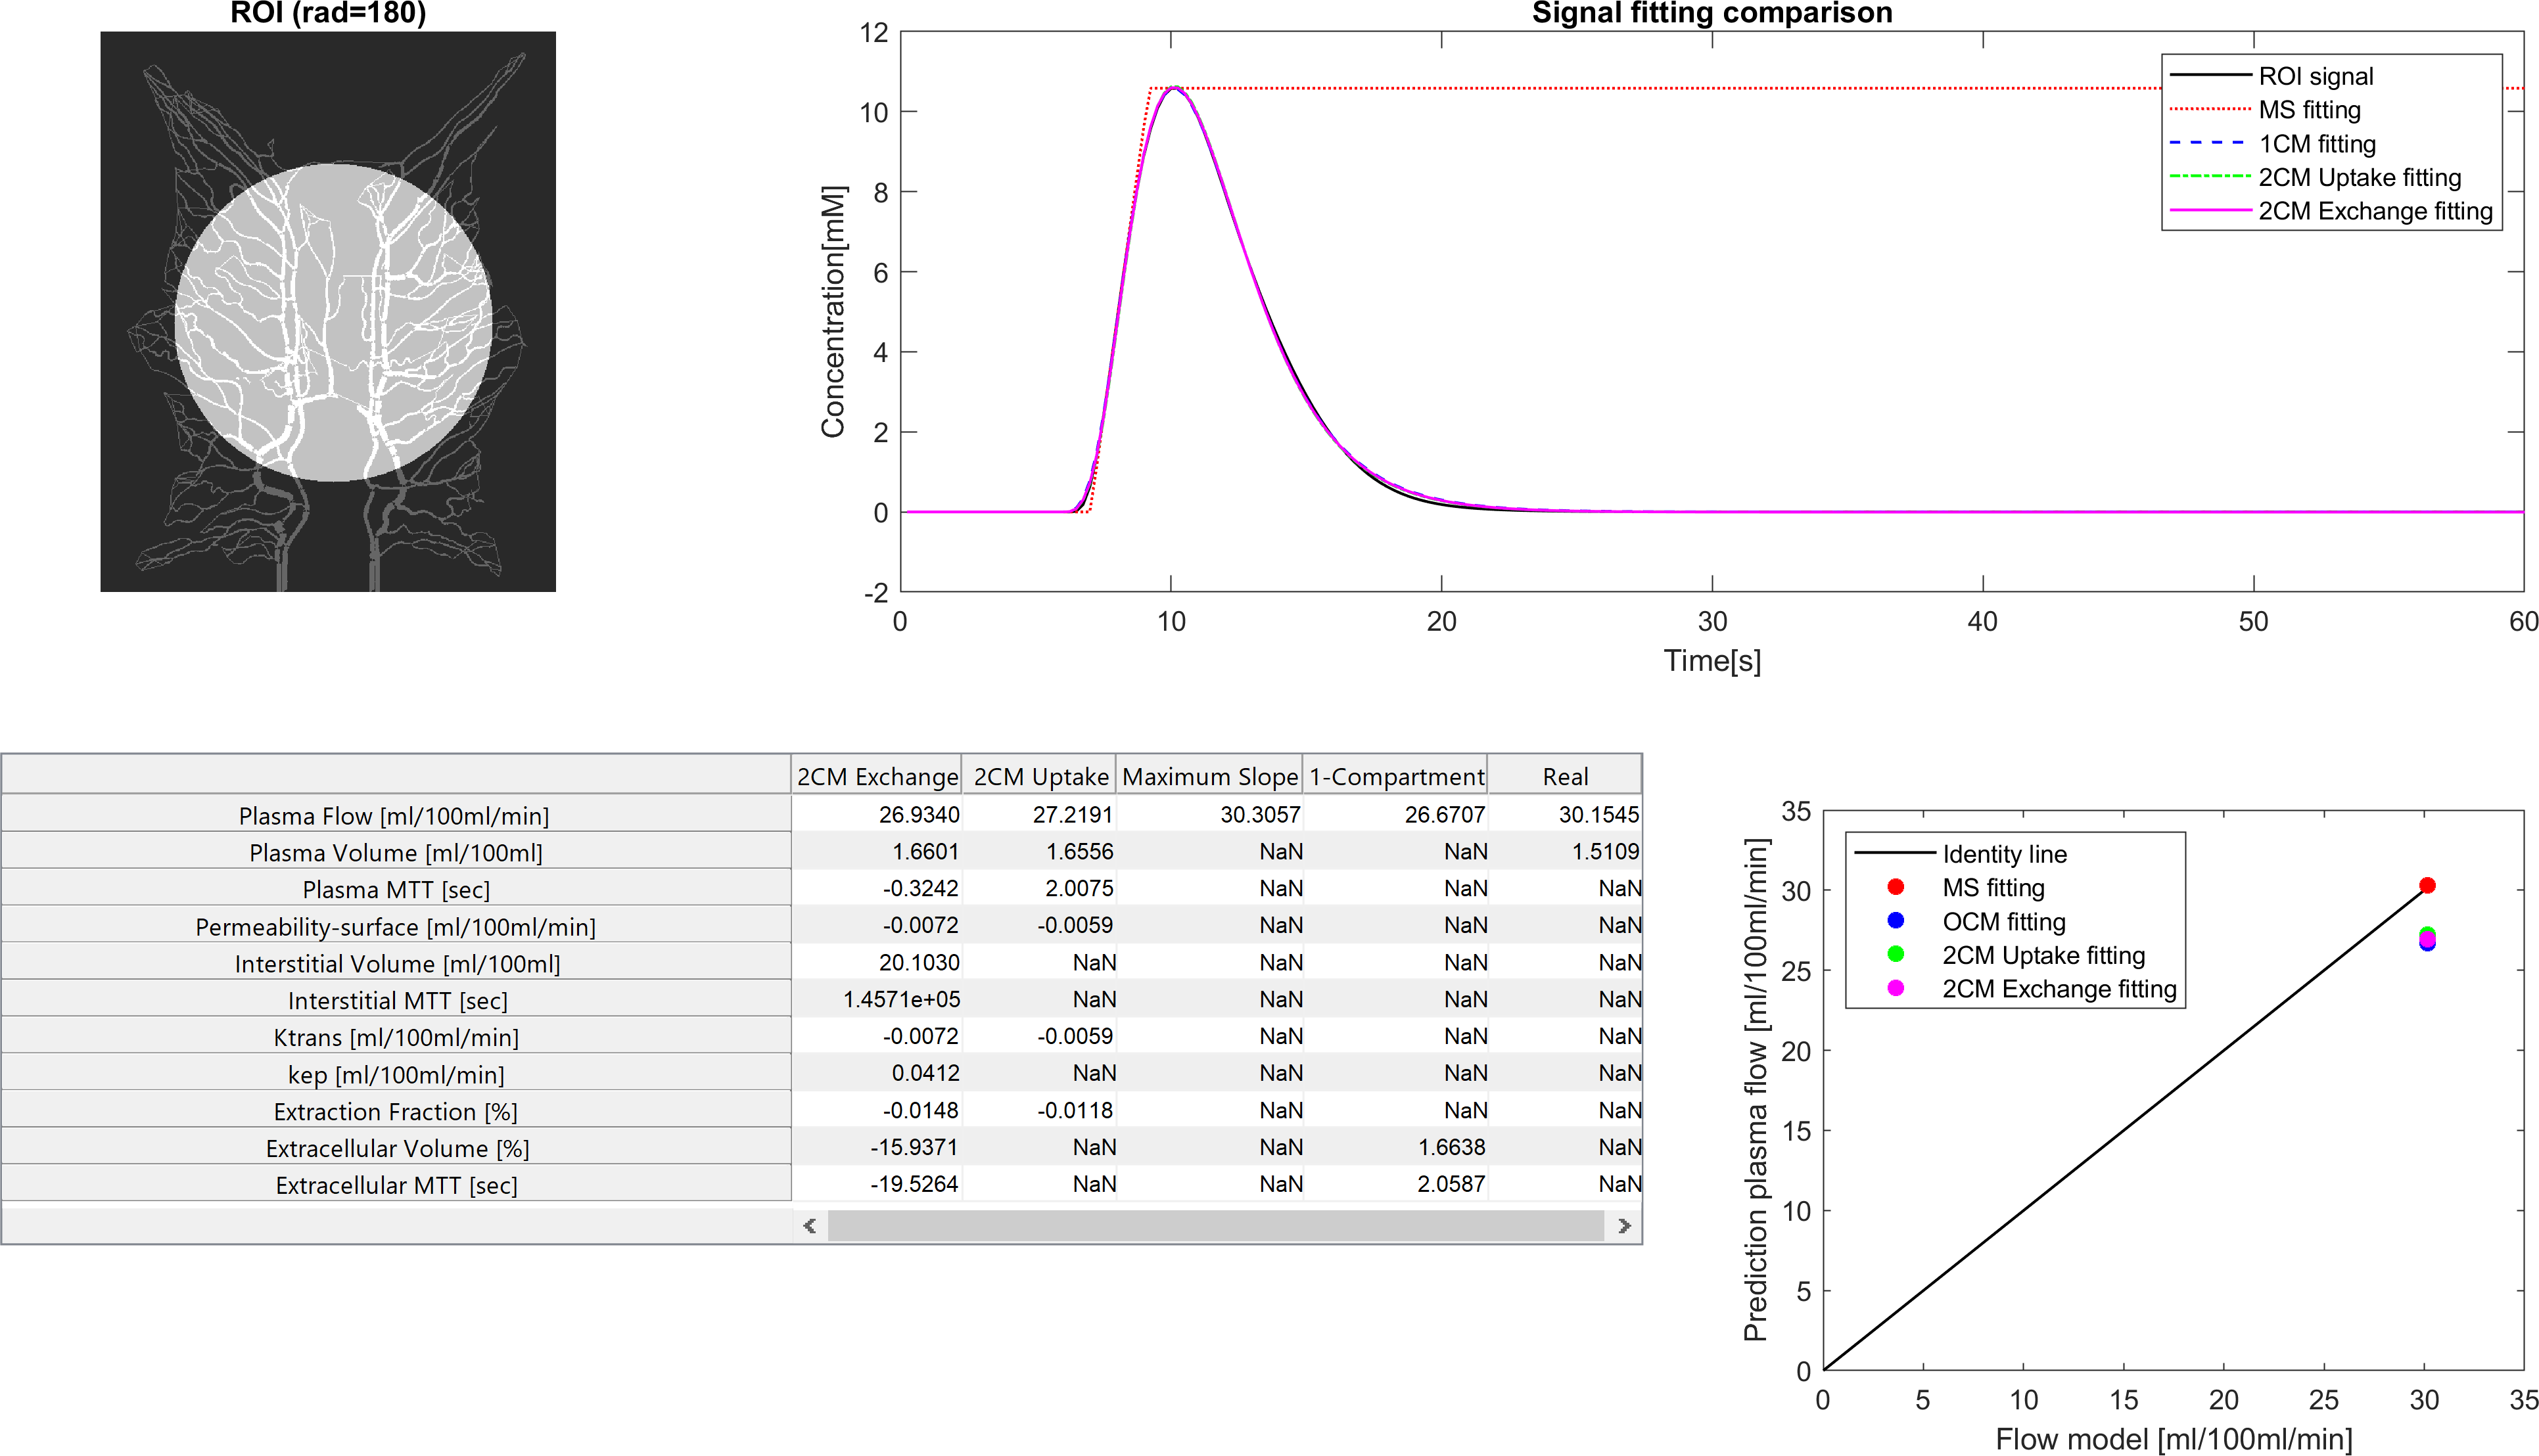 ROI (rad=180)
Signal fitting comparison
12
10
8
6
4
2
0
-2
Concentration[mM]
0 10 20 30 40 50 60
Time[s]
ROI signal
MS fitting
1CM fitting
2CM Uptake fitting
2CM Exchange fitting
2CM Exchange 2CM Uptake Maximum Slope 1-Compartment Real
Plasma Flow [ml/100ml/min] 26.9340 27.2191 30.3057 26.6707 30.1545
Plasma Volume [ml/100ml] 1.6601 1.6556 NaN NaN 1.5109
Plasma MTT [sec] -0.3242 2.0075 NaN NaN NaN
Permeability-surface [ml/100ml/min] -0.0072 -0.0059 NaN NaN NaN
Interstitial Volume [ml/100ml] 20.1030 NaN NaN NaN NaN
Interstitial MTT [sec] 1.4571e+05 NaN NaN NaN NaN
Ktrans [ml/100ml/min] -0.0072 -0.0059 NaN NaN NaN
kep [ml/100ml/min] 0.0412 NaN NaN NaN NaN
Extraction Fraction [%] -0.0148 -0.0118 NaN NaN NaN
Extracellular Volume [%] -15.9371 NaN NaN 1.6638 NaN
Extracellular MTT [sec] -19.5264 NaN NaN 2.0587 NaN
35
30
25
20
15
10
5
0
Prediction plasma flow [ml/100ml/min]
Identity line
MS fitting
OCM fitting
2CM Uptake fitting
2CM Exchange fitting
0 5 10 15 20 25 30 35
Flow model [ml/100ml/min]